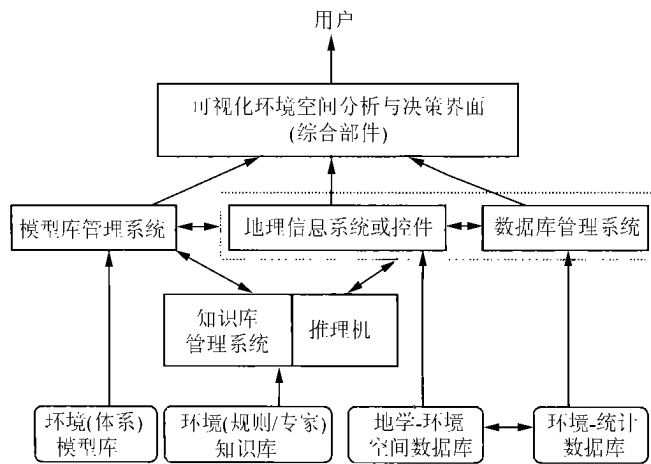 用户
可视化环境空间分析与决策界面
(综合部件)
模型库管理系统
地理信息系统或控件
数据库管理系统
知识库
管理系统
推理机
环境(体系)
模型库
环境(规则/专家)
知识库
地学-环境
空间数据库
环境-统计
数据库